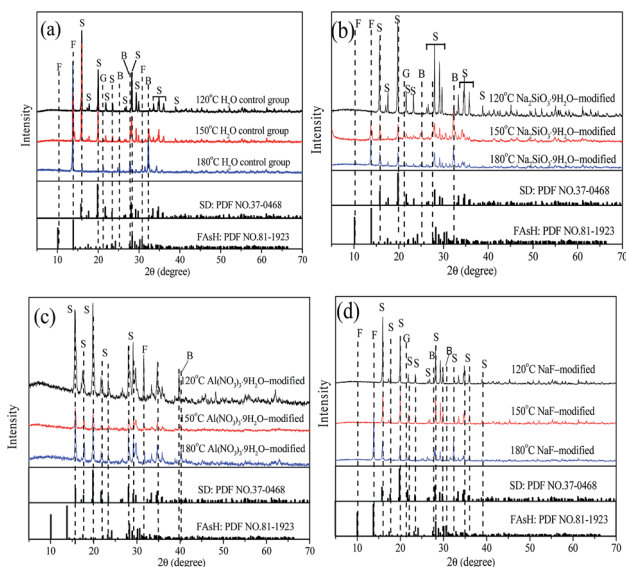 (a)
S
F
S
F
S
G
S
S
B
S
B
S
S
F
B
S
S
120°C H2O control group
150°C H2O control group
180°C H2O control group
SD: PDF NO.37-0468
FAsH: PDF NO.81-1923
Intensity
0 10 20 30 40 50 60 70
2θ (degree)
(b)
F
F
S
S
S
S
G
S
S
B
B
S
S
120°C Na2SiO3·9H2O–modified
150°C Na2SiO3·9H2O–modified
180°C Na2SiO3·9H2O–modified
SD: PDF NO.37-0468
FAsH: PDF NO.81-1923
Intensity
0 10 20 30 40 50 60 70
2θ (degree)
(c)
S
S
S
S
S
S
S
F
S
B
120°C Al(NO3)3·9H2O–modified
150°C Al(NO3)3·9H2O–modified
180°C Al(NO3)3·9H2O–modified
SD: PDF NO.37-0468
FAsH: PDF NO.81-1923
Intensity
0 10 20 30 40 50 60 70
2θ (degree)
(d)
F
F
S
S
S
G
S
S
S
B
S
B
S
S
S
S
120°C NaF–modified
150°C NaF–modified
180°C NaF–modified
SD: PDF NO.37-0468
FAsH: PDF NO.81-1923
Intensity
0 10 20 30 40 50 60 70
2θ (degree)